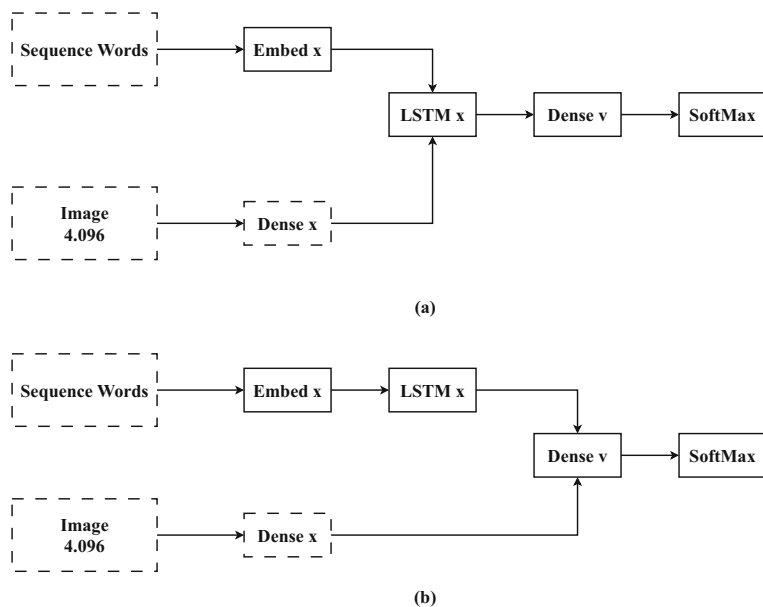 Sequence Words
Embed x
LSTM x
Dense v
SoftMax
Image
4.096
Dense x
(a)
Sequence Words
Embed x
LSTM x
Dense v
SoftMax
Image
4.096
Dense x
(b)